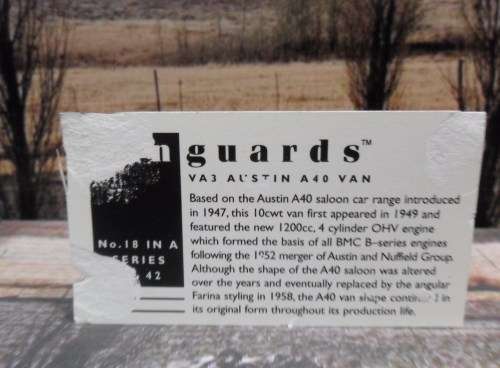 nguards™
VA3 AUSTIN A40 VAN
Based on the Austin A40 saloon car range introduced
in 1947, this 10cwt van first appeared in 1949 and
featured the new 1200cc, 4 cylinder OHV engine
which formed the basis of all BMC B-series engines
following the 1952 merger of Austin and Nuffield Group.
Although the shape of the A40 saloon was altered
over the years and eventually replaced by the angular
Farina styling in 1958, the A40 van shape in
its original form throughout its production life.
No.18 IN A
SERIES
42